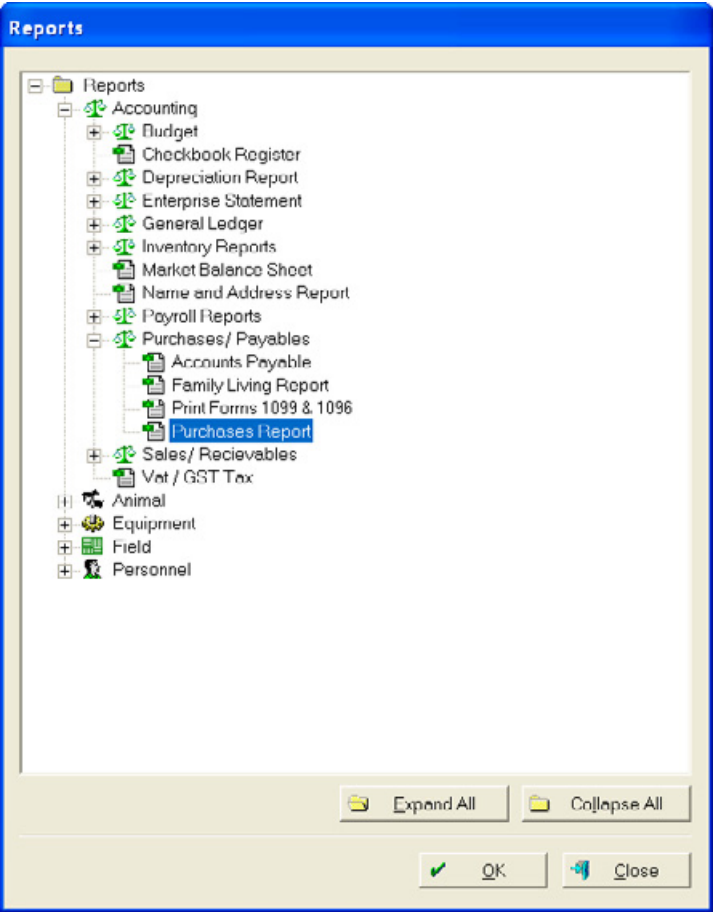 Reports
Reports
Accounting
Budget
Checkbook Register
Depreciation Report
Enterprise Statement
General Ledger
Inventory Reports
Market Balance Sheet
Name and Address Report
Payroll Reports
Purchases/ Payables
Accounts Payable
Family Living Report
Print Forms 1099 & 1096
Purchases Report
Sales/ Recievables
Vat / GST Tax
Animal
Equipment
Field
Personnel
Expand All Collapse All
OK Close